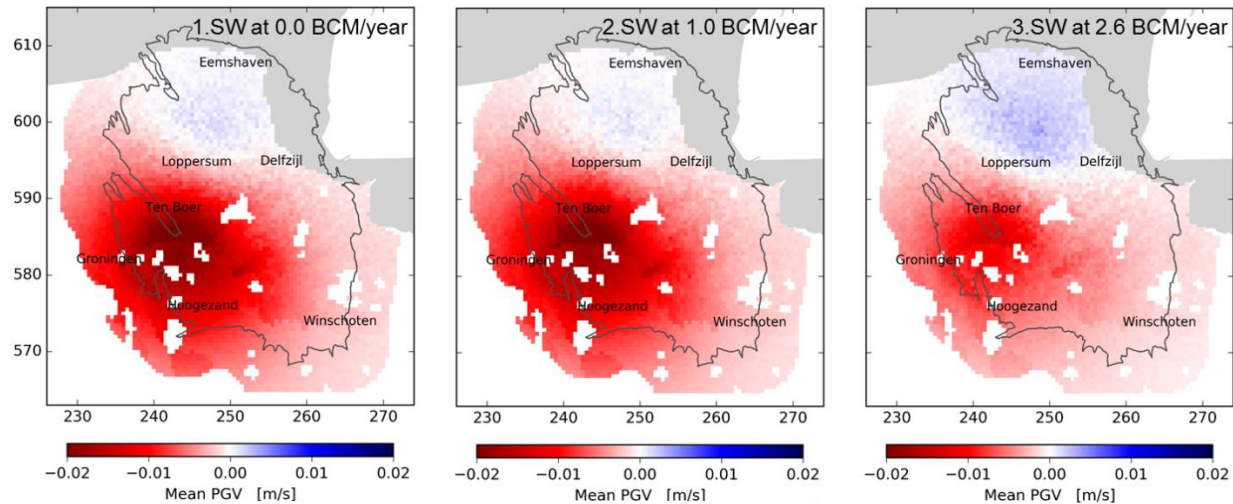 1.SW at 0.0 BCM/year
2.SW at 1.0 BCM/year
3.SW at 2.6 BCM/year
610
600
590
580
570
Eemshaven
Loppersum
Delfzijl
Ten Boer
Groningen
Hoogezand
Winschoten
230 240 250 260 270
−0.02 −0.01 0.00 0.01 0.02
Mean PGV [m/s]
Eemshaven
Loppersum
Delfzijl
Ten Boer
Groningen
Hoogezand
Winschoten
230 240 250 260 270
−0.02 −0.01 0.00 0.01 0.02
Mean PGV [m/s]
Eemshaven
Loppersum
Delfzijl
Ten Boer
Groningen
Hoogezand
Winschoten
230 240 250 260 270
−0.02 −0.01 0.00 0.01 0.02
Mean PGV [m/s]